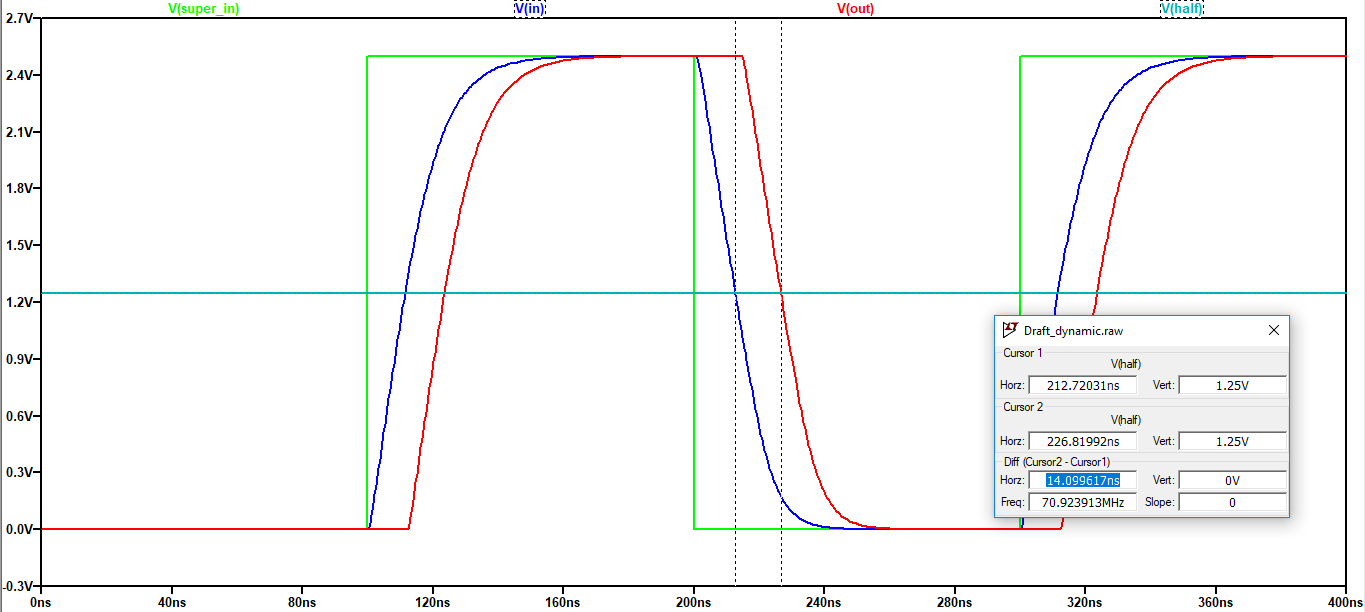 V(super_in) V(in) V(out) V(half)
2.7V
2.4V
2.1V
1.8V
1.5V
1.2V
0.9V
0.6V
0.3V
0.0V
-0.3V
0ns 40ns 80ns 120ns 160ns 200ns 240ns 280ns 320ns 360ns 400ns
Draft_dynamic.raw
Cursor 1
V(half)
Horz: 212.72031ns Vert: 1.25V
Cursor 2
V(half)
Horz: 226.81992ns Vert: 1.25V
Diff (Cursor2 - Cursor1)
Horz: 14.099617ns Vert: 0V
Freq: 70.923913MHz Slope: 0